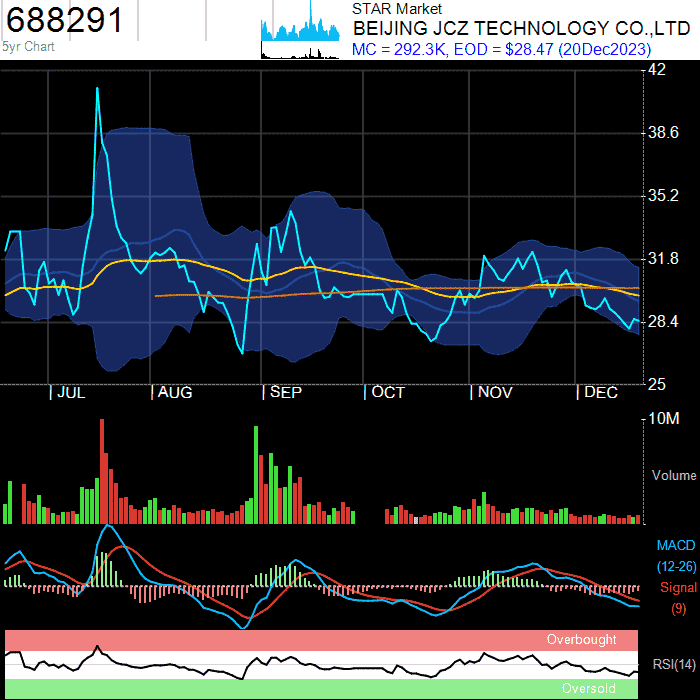 688291
5yr Chart
STAR Market
BEIJING JCZ TECHNOLOGY CO.,LTD
MC = 292.3K, EOD = $28.47 (20Dec2023)
42
38.6
35.2
31.8
28.4
25
JUL
AUG
SEP
OCT
NOV
DEC
10M
Volume
MACD
(12-26)
Signal
(9)
Overbought
RSI(14)
Oversold